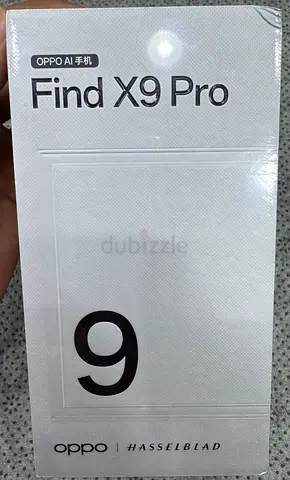 OPPO AI 手机
Find X9 Pro
dubizzle
9
oppo | HASSELBLAD